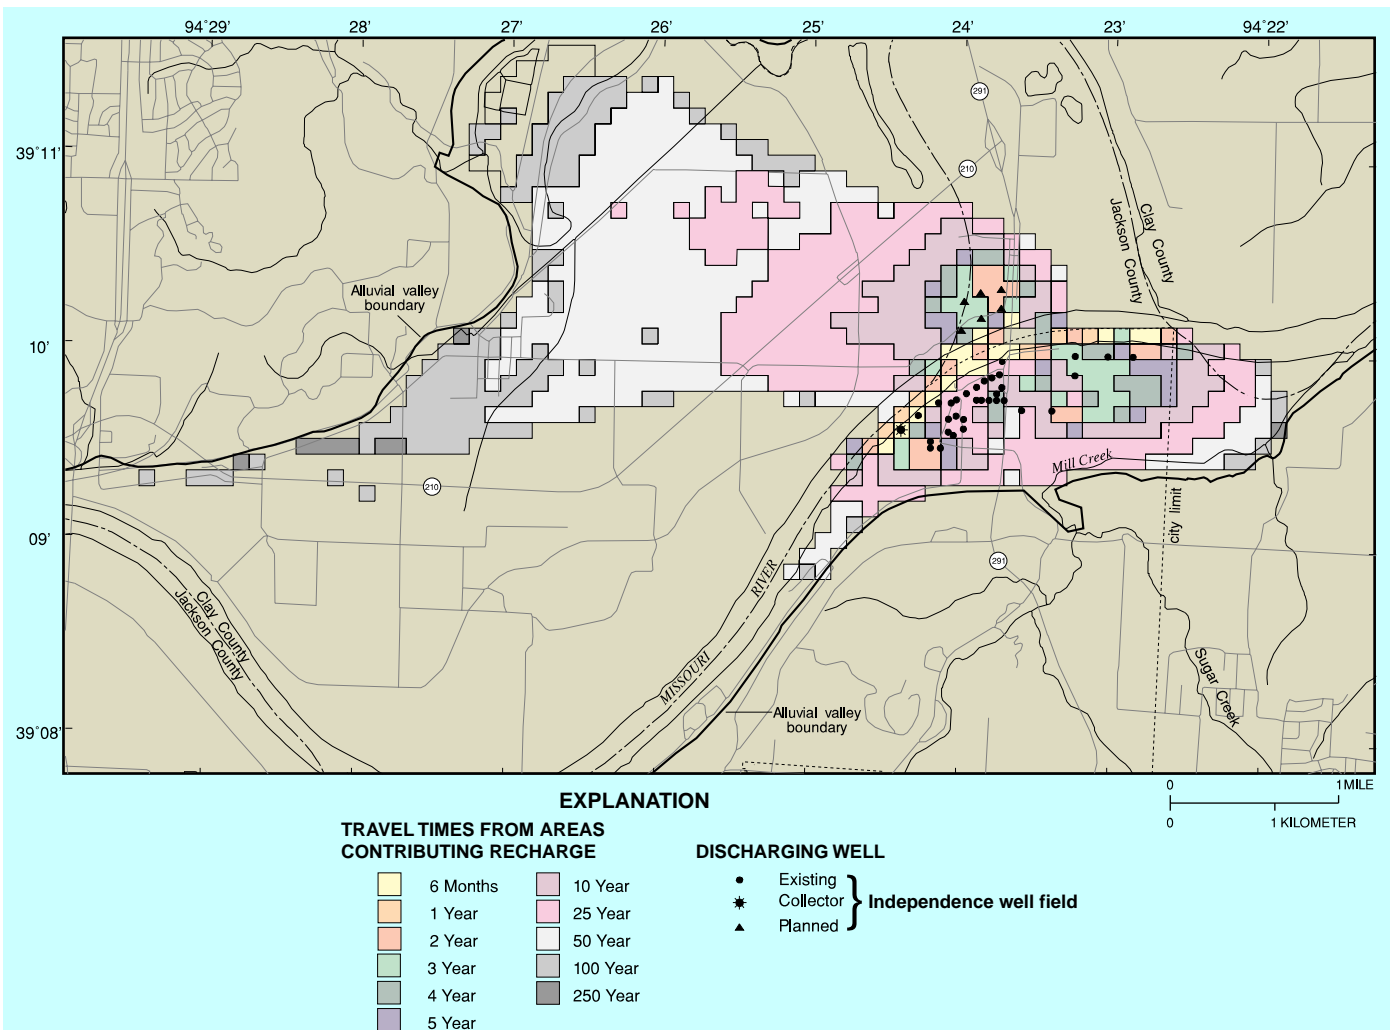 94°29’ 28’ 27’ 26’ 25’ 24’ 23’ 94°22’
291
39°11’
210
Clay County
Jackson County
Alluvial valley
boundary
10’
Mill Creek
210
city limit
09’
291
RIVER
Clay County
Jackson County
MISSOURI
Sugar Creek
Alluvial valley
boundary
39°08’
0 1 MILE
0 1 KILOMETER
EXPLANATION
TRAVEL TIMES FROM AREAS
CONTRIBUTING RECHARGE
6 Months
1 Year
2 Year
3 Year
4 Year
5 Year
10 Year
25 Year
50 Year
100 Year
250 Year
DISCHARGING WELL
Existing
Collector
Planned
Independence well field